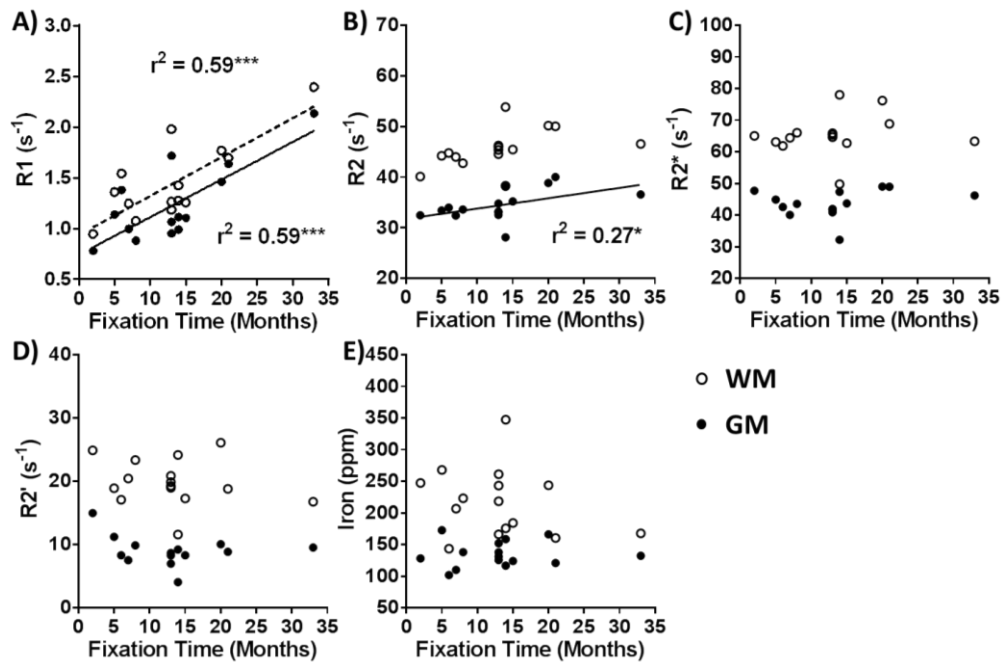 A)
R1 (s⁻¹)
3.0
2.5
2.0
1.5
1.0
0.5
r² = 0.59***
r² = 0.59***
0 5 10 15 20 25 30 35
Fixation Time (Months)
B)
R2 (s⁻¹)
70
60
50
40
30
20
r² = 0.27*
0 5 10 15 20 25 30 35
Fixation Time (Months)
C)
R2* (s⁻¹)
100
90
80
70
60
50
40
30
20
0 5 10 15 20 25 30 35
Fixation Time (Months)
D)
R2' (s⁻¹)
40
30
20
10
0
0 5 10 15 20 25 30 35
Fixation Time (Months)
E)
Iron (ppm)
450
400
350
300
250
200
150
100
50
0 5 10 15 20 25 30 35
Fixation Time (Months)
WM
GM